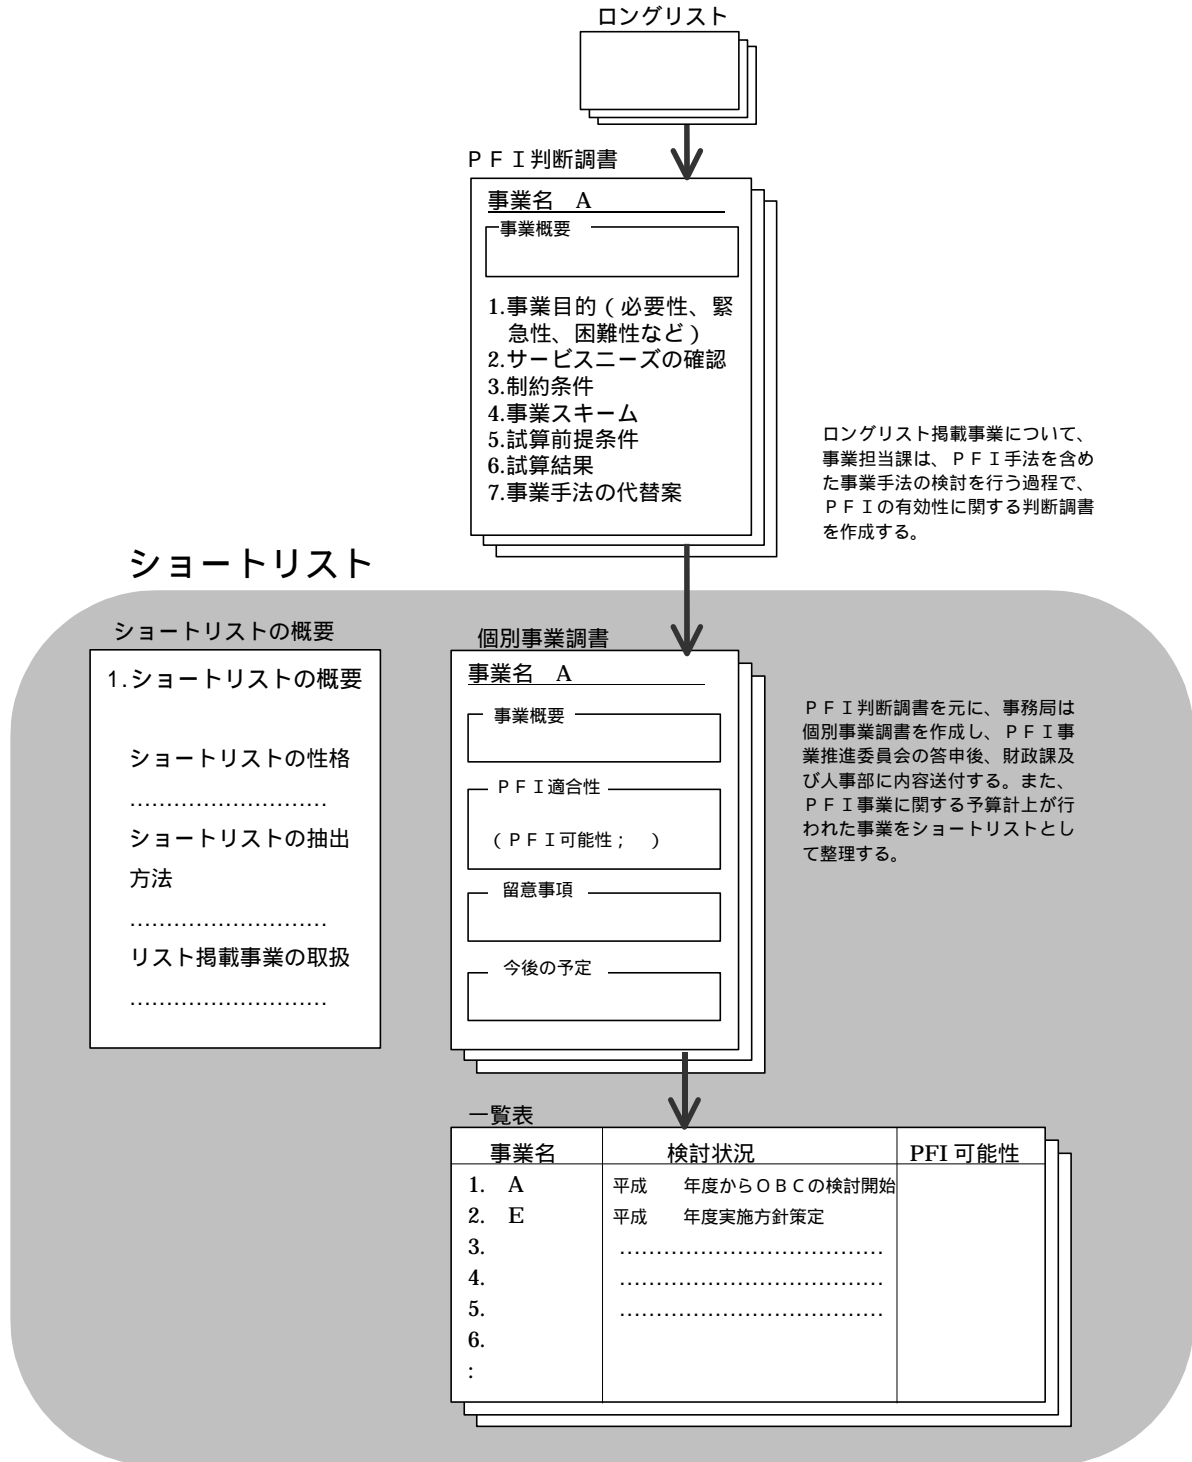 ロングリスト
ＰＦＩ判断調書
事業名　A
事業概要
1.事業目的（必要性、緊
急性、困難性など）
2.サービスニーズの確認
3.制約条件
4.事業スキーム
5.試算前提条件
6.試算結果
7.事業手法の代替案
ロングリスト掲載事業について、
事業担当課は、ＰＦＩ手法を含め
た事業手法の検討を行う過程で、
ＰＦＩの有効性に関する判断調書
を作成する。
ショートリスト
ショートリストの概要
1.ショートリストの概要
ショートリストの性格
...........................
ショートリストの抽出
方法
...........................
リスト掲載事業の取扱
...........................
個別事業調書
事業名　A
事業概要
ＰＦＩ適合性
（ＰＦＩ可能性；　）
留意事項
今後の予定
ＰＦＩ判断調書を元に、事務局は
個別事業調書を作成し、ＰＦＩ事
業推進委員会の答申後、財政課及
び人事部に内容送付する。また、
ＰＦＩ事業に関する予算計上が行
われた事業をショートリストとし
て整理する。
一覧表
事業名　検討状況　PFI 可能性
1.　A　平成　　年度からＯＢＣの検討開始
2.　E　平成　　年度実施方針策定
3.　....................................
4.　....................................
5.　....................................
6.
: